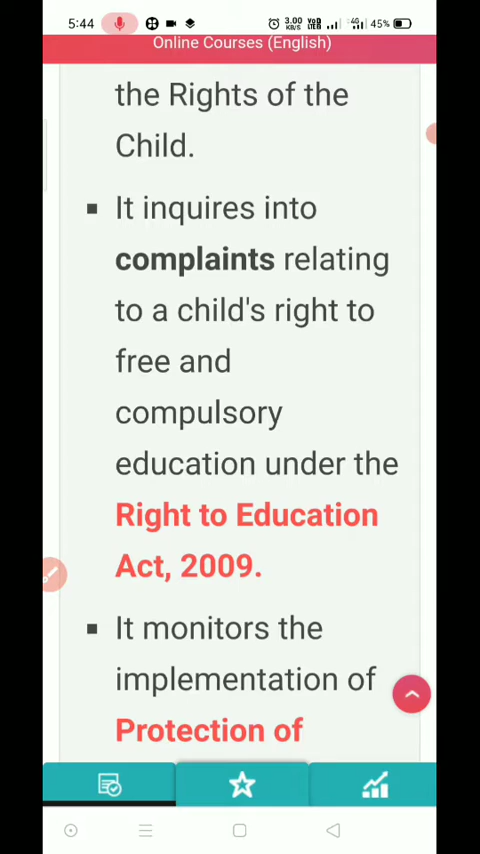 5:44
3.00 KB/S
4G
45%
Online Courses (English)
the Rights of the
Child.
It inquires into
complaints relating
to a child's right to
free and
compulsory
education under the
Right to Education
Act, 2009.
It monitors the
implementation of
Protection of